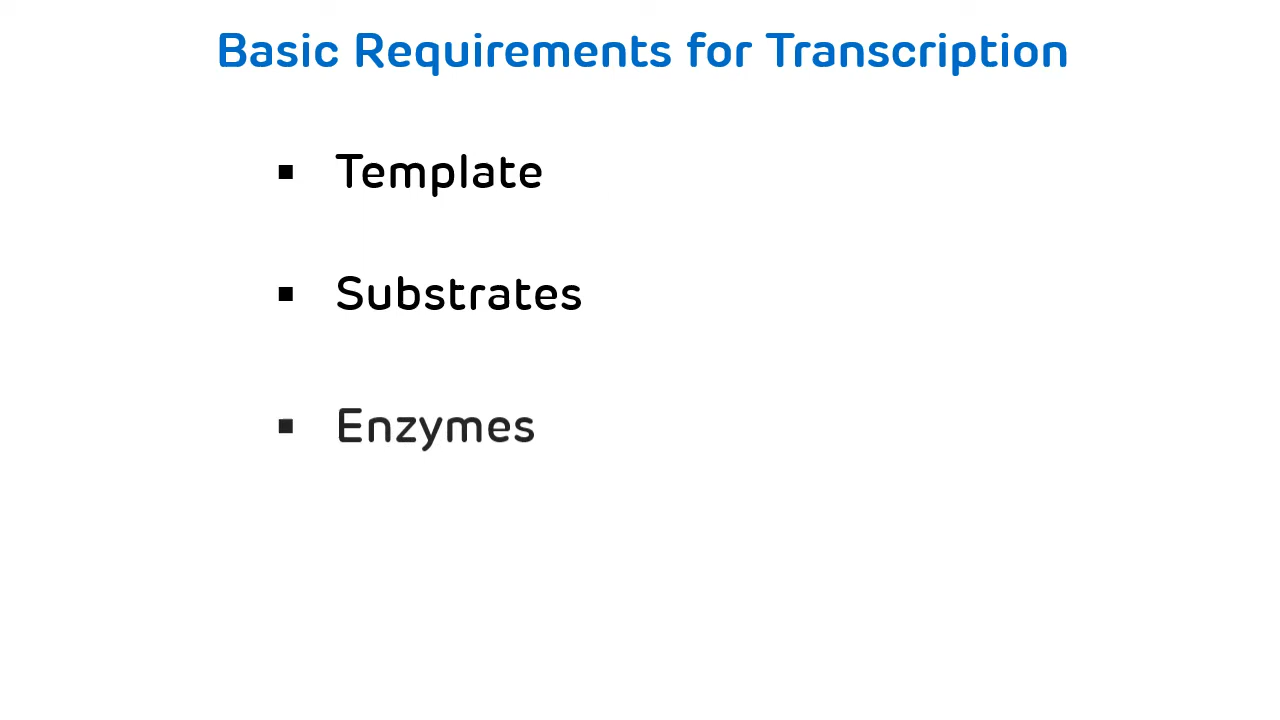 Basic Requirements for Transcription
▪ Template
▪ Substrates
▪ Enzymes